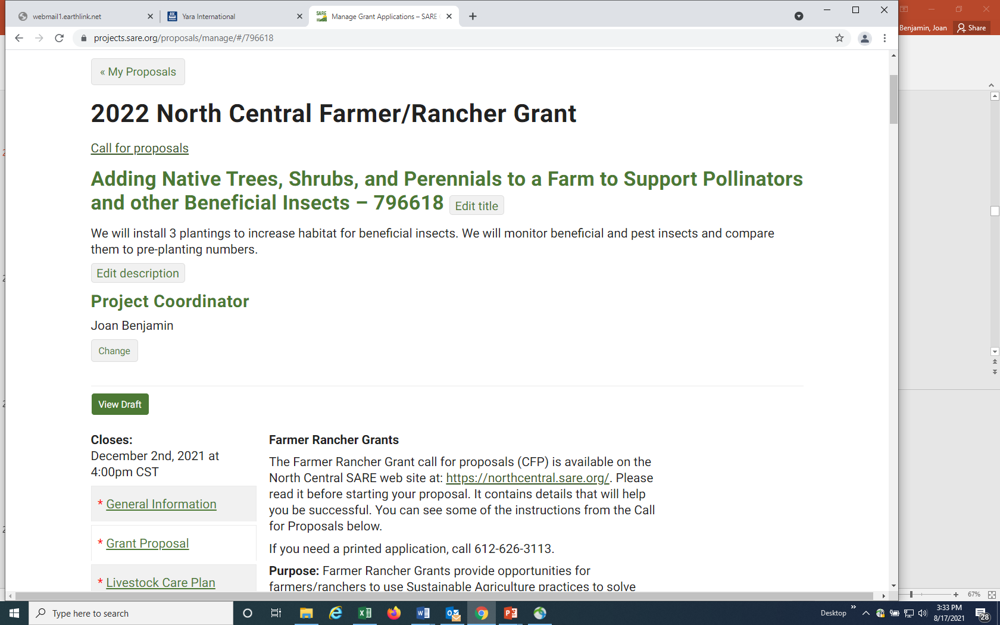 webmail1.earthlink.net
Yara International
SARE
Manage Grant Applications – SARE
Benjamin, Joan
Share
projects.sare.org/proposals/manage/#/796618
« My Proposals
2022 North Central Farmer/Rancher Grant
Call for proposals
Adding Native Trees, Shrubs, and Perennials to a Farm to Support Pollinators
and other Beneficial Insects – 796618
Edit title
We will install 3 plantings to increase habitat for beneficial insects. We will monitor beneficial and pest insects and compare
them to pre-planting numbers.
Edit description
Project Coordinator
Joan Benjamin
Change
View Draft
Closes:
December 2nd, 2021 at
4:00pm CST
* General Information
* Grant Proposal
* Livestock Care Plan
Farmer Rancher Grants
The Farmer Rancher Grant call for proposals (CFP) is available on the
North Central SARE web site at: https://northcentral.sare.org/. Please
read it before starting your proposal. It contains details that will help
you be successful. You can see some of the instructions from the Call
for Proposals below.
If you need a printed application, call 612-626-3113.
Purpose: Farmer Rancher Grants provide opportunities for
farmers/ranchers to use Sustainable Agriculture practices to solve
67%
Type here to search
Desktop
3:33 PM
8/17/2021
28